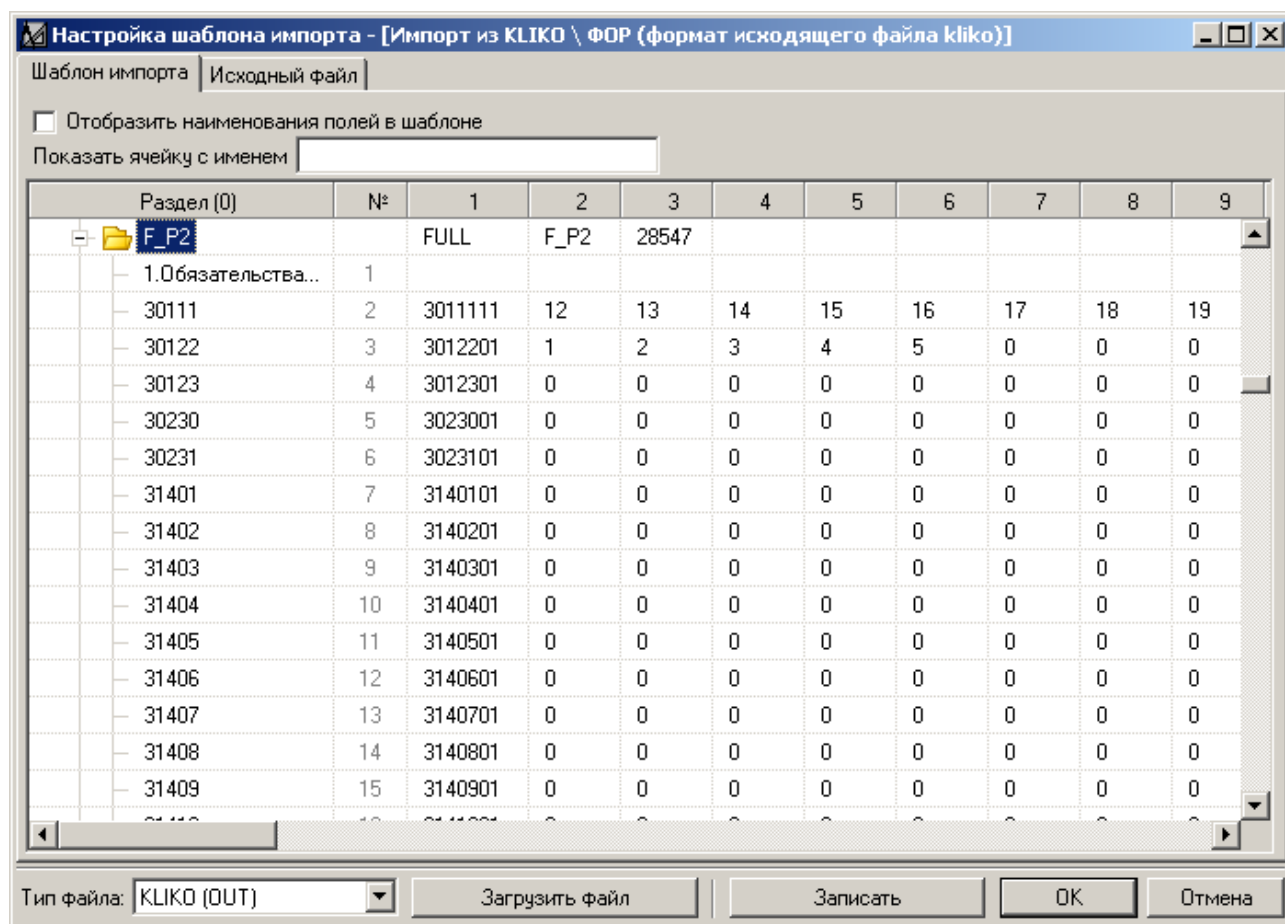 Настройка шаблона импорта - [Импорт из KLIKO \ ФОР (формат исходящего файла kliko)]
Шаблон импорта Исходный файл
Отобразить наименования полей в шаблоне
Показать ячейку с именем
Раздел (0) № 1 2 3 4 5 6 7 8 9
F_P2 FULL F_P2 28547
1.Обязательства... 1
30111 2 3011111 12 13 14 15 16 17 18 19
30122 3 3012201 1 2 3 4 5 0 0 0
30123 4 3012301 0 0 0 0 0 0 0 0
30230 5 3023001 0 0 0 0 0 0 0 0
30231 6 3023101 0 0 0 0 0 0 0 0
31401 7 3140101 0 0 0 0 0 0 0 0
31402 8 3140201 0 0 0 0 0 0 0 0
31403 9 3140301 0 0 0 0 0 0 0 0
31404 10 3140401 0 0 0 0 0 0 0 0
31405 11 3140501 0 0 0 0 0 0 0 0
31406 12 3140601 0 0 0 0 0 0 0 0
31407 13 3140701 0 0 0 0 0 0 0 0
31408 14 3140801 0 0 0 0 0 0 0 0
31409 15 3140901 0 0 0 0 0 0 0 0
Тип файла: KLIKO (OUT) Загрузить файл Записать OK Отмена